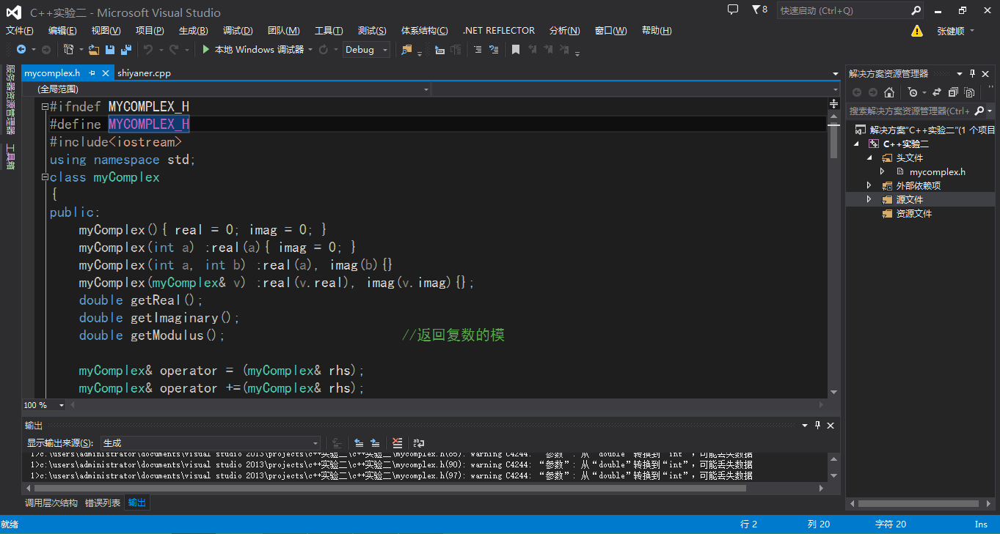 C++实验二 - Microsoft Visual Studio
8
快速启动 (Ctrl+Q)
文件(F) 编辑(E) 视图(V) 项目(P) 生成(B) 调试(D) 团队(M) 工具(T) 测试(S) 体系结构(C) .NET REFLECTOR 分析(N) 窗口(W) 帮助(H) 张健顺
本地 Windows 调试器 Debug
服务器资源管理器
工具箱
mycomplex.h shiyaner.cpp
(全局范围)
#ifndef MYCOMPLEX_H
#define MYCOMPLEX_H
#include<iostream>
using namespace std;
class myComplex
{
public:
myComplex(){ real = 0; imag = 0; }
myComplex(int a) :real(a){ imag = 0; }
myComplex(int a, int b) :real(a), imag(b){}
myComplex(myComplex& v) :real(v.real), imag(v.imag){};
double getReal();
double getImaginary();
double getModulus(); //返回复数的模
myComplex& operator = (myComplex& rhs);
myComplex& operator +=(myComplex& rhs);
100 %
输出
显示输出来源(S): 生成
1>c:\users\administrator\documents\visual studio 2013\projects\c++实验二\c++实验二\mycomplex.h(85): warning C4244: “参数”: 从“double”转换到“int”，可能丢失数据
1>c:\users\administrator\documents\visual studio 2013\projects\c++实验二\c++实验二\mycomplex.h(90): warning C4244: “参数”: 从“double”转换到“int”，可能丢失数据
1>c:\users\administrator\documents\visual studio 2013\projects\c++实验二\c++实验二\mycomplex.h(97): warning C4244: “参数”: 从“double”转换到“int”，可能丢失数据
调用层次结构 错误列表 输出
解决方案资源管理器
搜索解决方案资源管理器(Ctrl+
解决方案“C++实验二”(1 个项目
C++实验二
头文件
mycomplex.h
外部依赖项
源文件
资源文件
就绪 行 2 列 20 字符 20 Ins